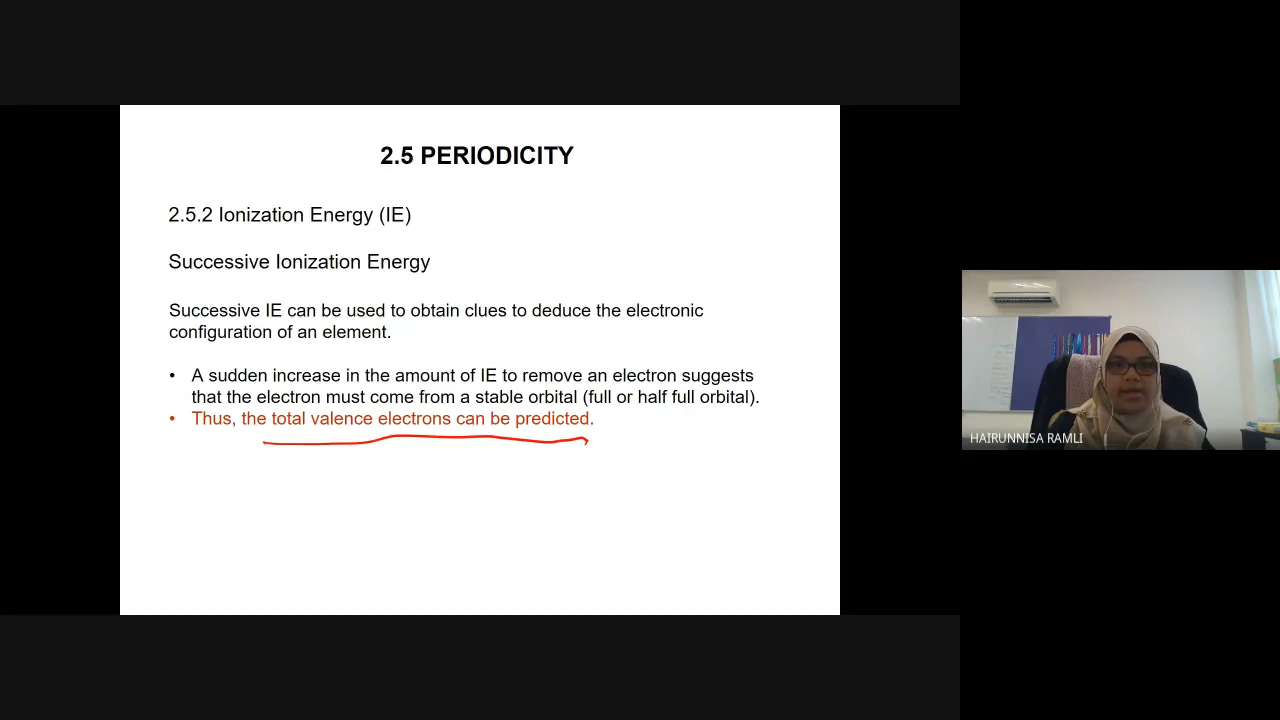 2.5 PERIODICITY
2.5.2 Ionization Energy (IE)
Successive Ionization Energy
Successive IE can be used to obtain clues to deduce the electronic
configuration of an element.
• A sudden increase in the amount of IE to remove an electron suggests
that the electron must come from a stable orbital (full or half full orbital).
• Thus, the total valence electrons can be predicted.
HAIRUNNISA RAMLI